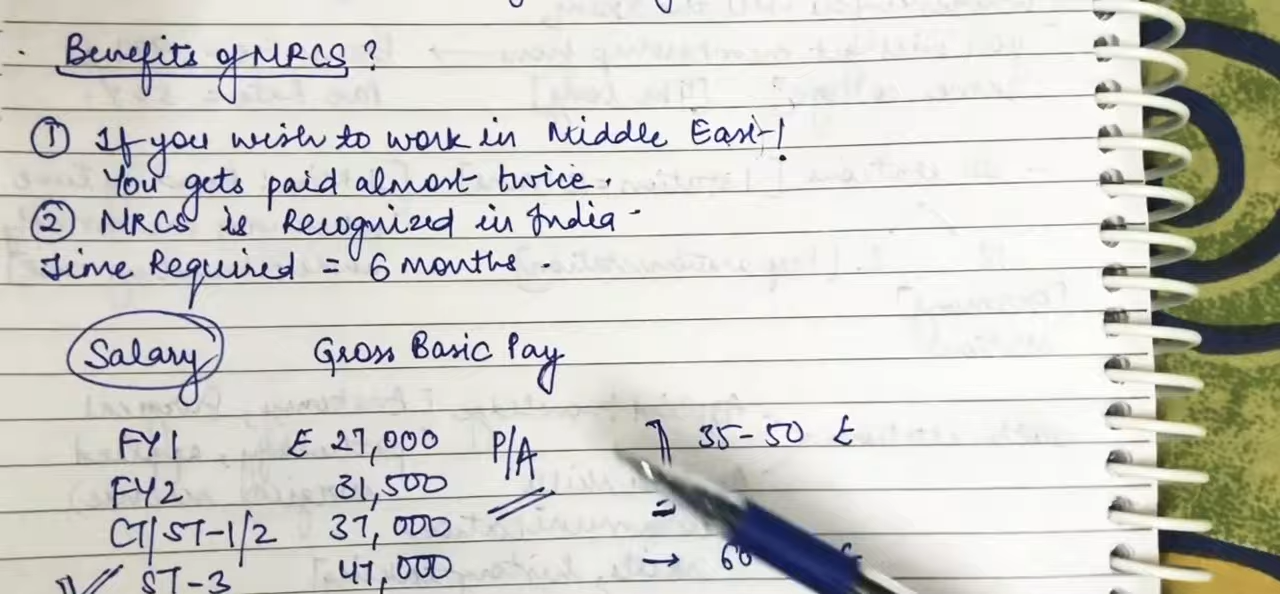 Benefits of MRCS ?
① If you wish to work in Middle East !
You gets paid almost twice .
② MRCS is Recognized in India -
Time Required = 6 months .
Salary Gross Basic Pay
FY1 £ 27,000 P/A ] 35-50 £
FY2 31,500
CT/ST-1/2 37,000
ST-3 47,000 →